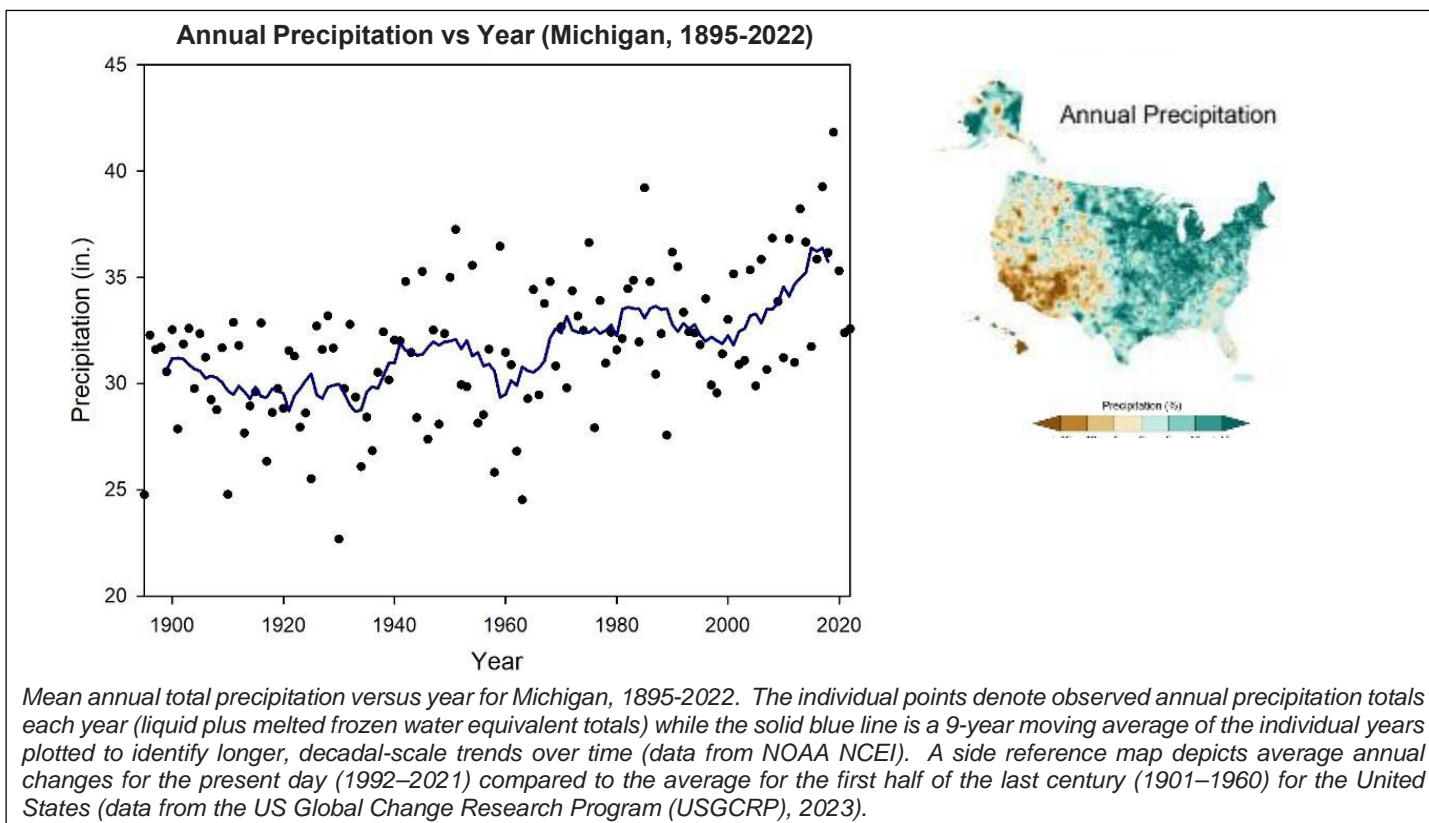 Annual Precipitation vs Year (Michigan, 1895-2022)
45
40
35
30
25
20
Precipitation (in.)
1900 1920 1940 1960 1980 2000 2020
Year
Annual Precipitation
Precipitation (%)
Mean annual total precipitation versus year for Michigan, 1895-2022. The individual points denote observed annual precipitation totals
each year (liquid plus melted frozen water equivalent totals) while the solid blue line is a 9-year moving average of the individual years
plotted to identify longer, decadal-scale trends over time (data from NOAA NCEI). A side reference map depicts average annual
changes for the present day (1992–2021) compared to the average for the first half of the last century (1901–1960) for the United
States (data from the US Global Change Research Program (USGCRP), 2023).